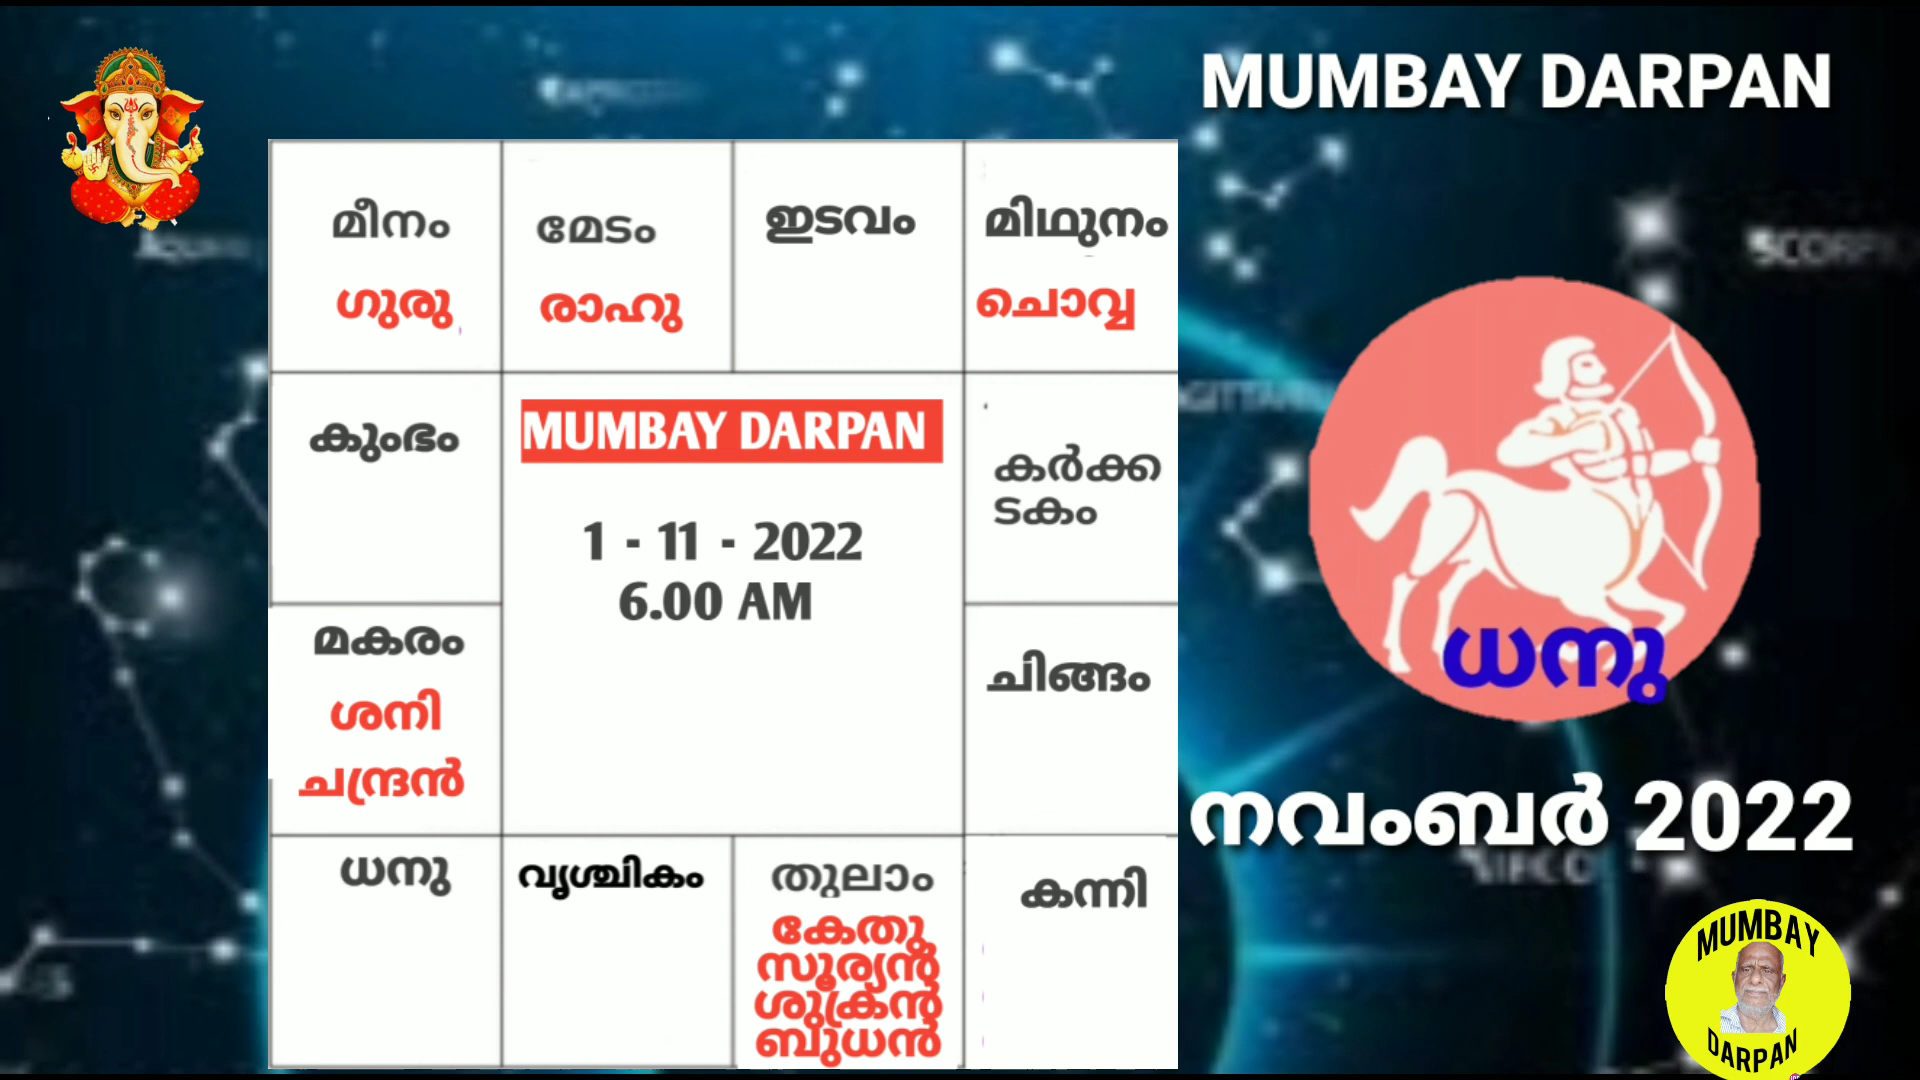 MUMBAY DARPAN
മീനം
ഗുരു
മേടം
രാഹു
ഇടവം
മിഥുനം
ചൊവ്വ
കുംഭം
MUMBAY DARPAN
1 - 11 - 2022
6.00 AM
കർക്ക
ടകം
മകരം
ശനി
ചന്ദ്രൻ
ചിങ്ങം
ധനു
വൃശ്ചികം
തുലാം
കേതു
സൂര്യൻ
ശുക്രൻ
ബുധൻ
കന്നി
ധനു
നവംബർ 2022
MUMBAY
DARPAN